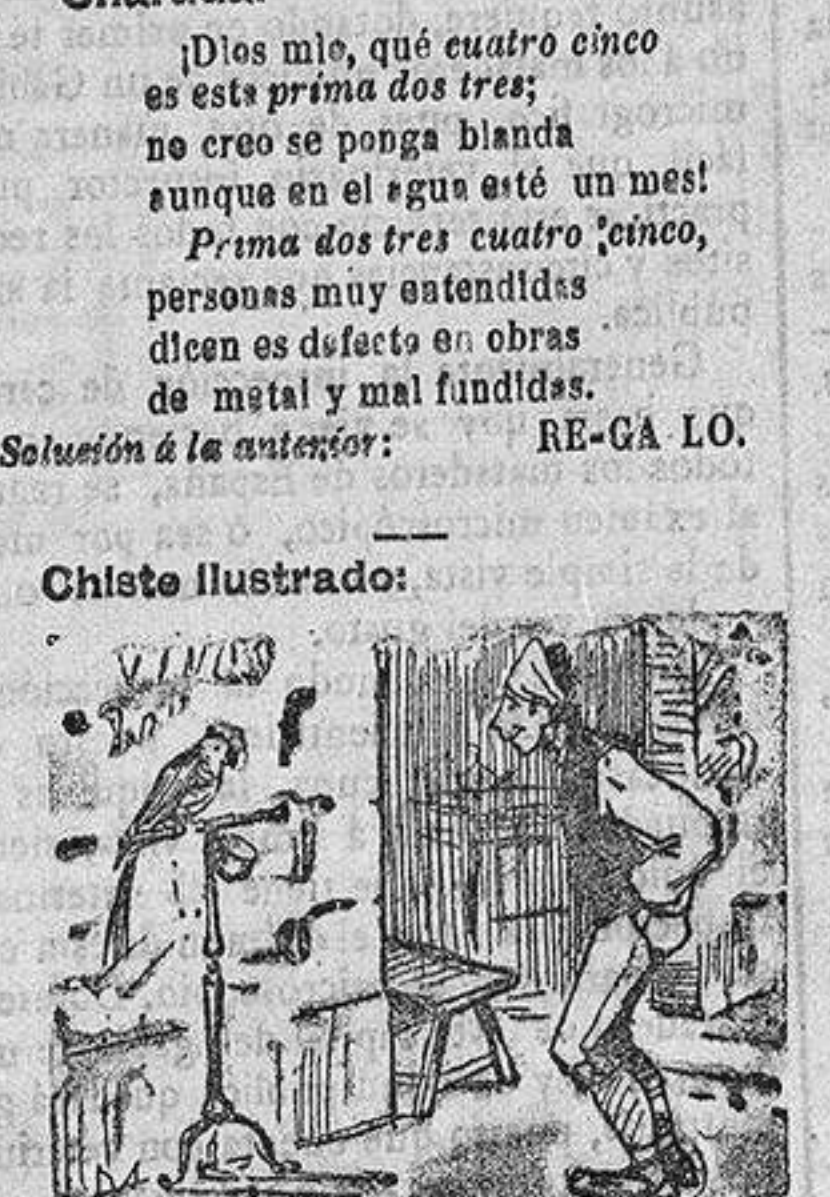 Charada.
¡Dios mío, qué cuatro cinco
es esta prima dos tres;
no creo se ponga blanda
aunque en el agua esté un mes!
Prima dos tres cuatro cinco,
personas muy entendidas
dicen es defecto en obras
de metal y mal fundidas.
Solución á la anterior: RE-GA LO.
Chiste ilustrado:
VINOS